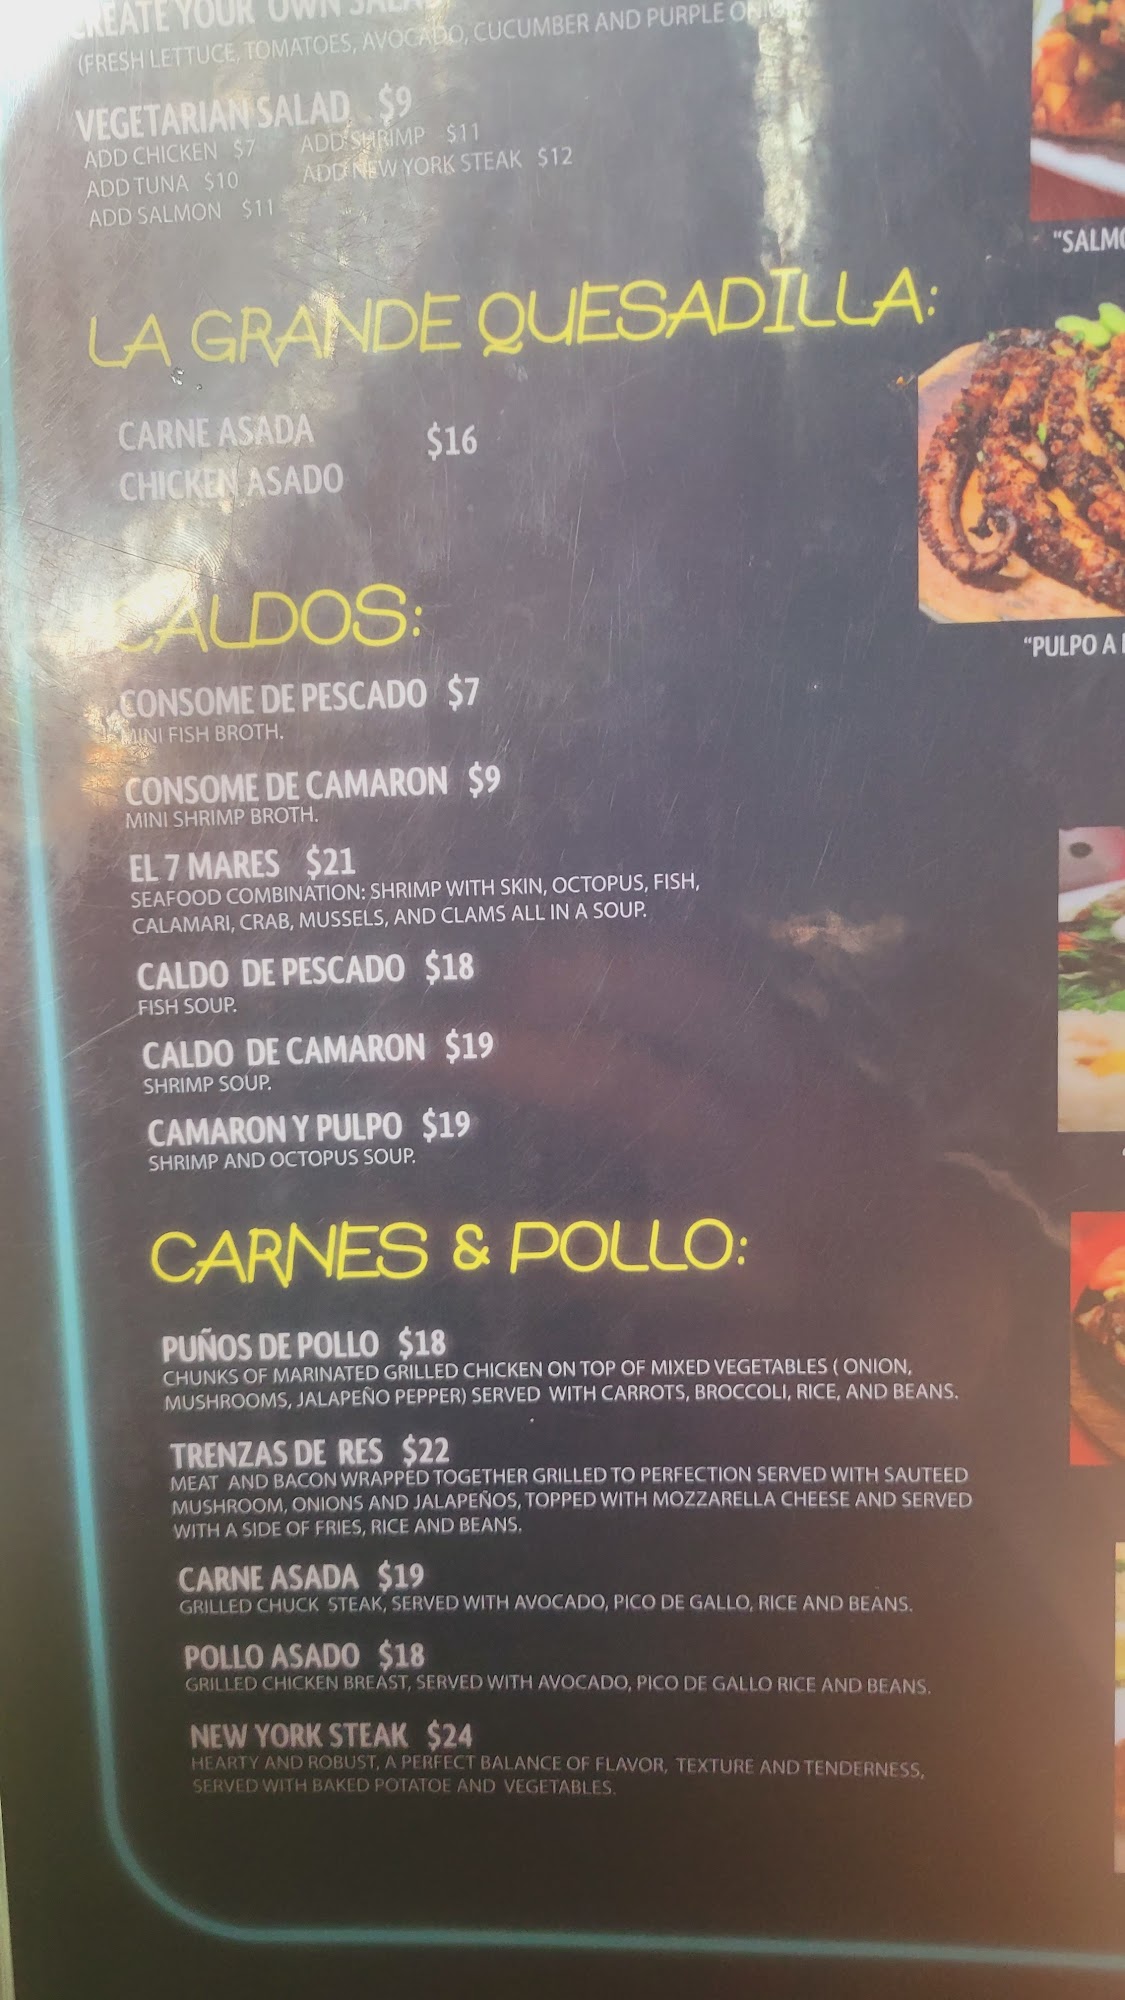 CREATE YOUR OWN SALAD
(FRESH LETTUCE, TOMATOES, AVOCADO, CUCUMBER AND PURPLE
VEGETARIAN SALAD $9
ADD CHICKEN $7 ADD SHRIMP $11
ADD TUNA $10 ADD NEW YORK STEAK $12
ADD SALMON $11
"SALMO
LA GRANDE QUESADILLA:
CARNE ASADA $16
CHICKEN ASADO
"PULPO A
CALDOS:
CONSOME DE PESCADO $7
MINI FISH BROTH.
CONSOME DE CAMARON $9
MINI SHRIMP BROTH.
EL 7 MARES $21
SEAFOOD COMBINATION: SHRIMP WITH SKIN, OCTOPUS, FISH,
CALAMARI, CRAB, MUSSELS, AND CLAMS ALL IN A SOUP.
CALDO DE PESCADO $18
FISH SOUP.
CALDO DE CAMARON $19
SHRIMP SOUP.
CAMARON Y PULPO $19
SHRIMP AND OCTOPUS SOUP.
CARNES & POLLO:
PUÑOS DE POLLO $18
CHUNKS OF MARINATED GRILLED CHICKEN ON TOP OF MIXED VEGETABLES ( ONION,
MUSHROOMS, JALAPEÑO PEPPER) SERVED WITH CARROTS, BROCCOLI, RICE, AND BEANS.
TRENZAS DE RES $22
MEAT AND BACON WRAPPED TOGETHER GRILLED TO PERFECTION SERVED WITH SAUTEED
MUSHROOM, ONIONS AND JALAPEÑOS, TOPPED WITH MOZZARELLA CHEESE AND SERVED
WITH A SIDE OF FRIES, RICE AND BEANS.
CARNE ASADA $19
GRILLED CHUCK STEAK, SERVED WITH AVOCADO, PICO DE GALLO, RICE AND BEANS.
POLLO ASADO $18
GRILLED CHICKEN BREAST, SERVED WITH AVOCADO, PICO DE GALLO RICE AND BEANS.
NEW YORK STEAK $24
HEARTY AND ROBUST, A PERFECT BALANCE OF FLAVOR, TEXTURE AND TENDERNESS,
SERVED WITH BAKED POTATOE AND VEGETABLES.